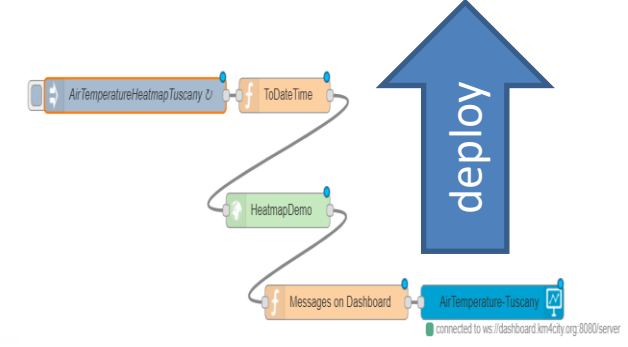 AirTemperatureHeatmapTuscany ↻
ToDateTime
deploy
HeatmapDemo
Messages on Dashboard
AirTemperature-Tuscany
connected to ws://dashboard.km4city.org:8080/server